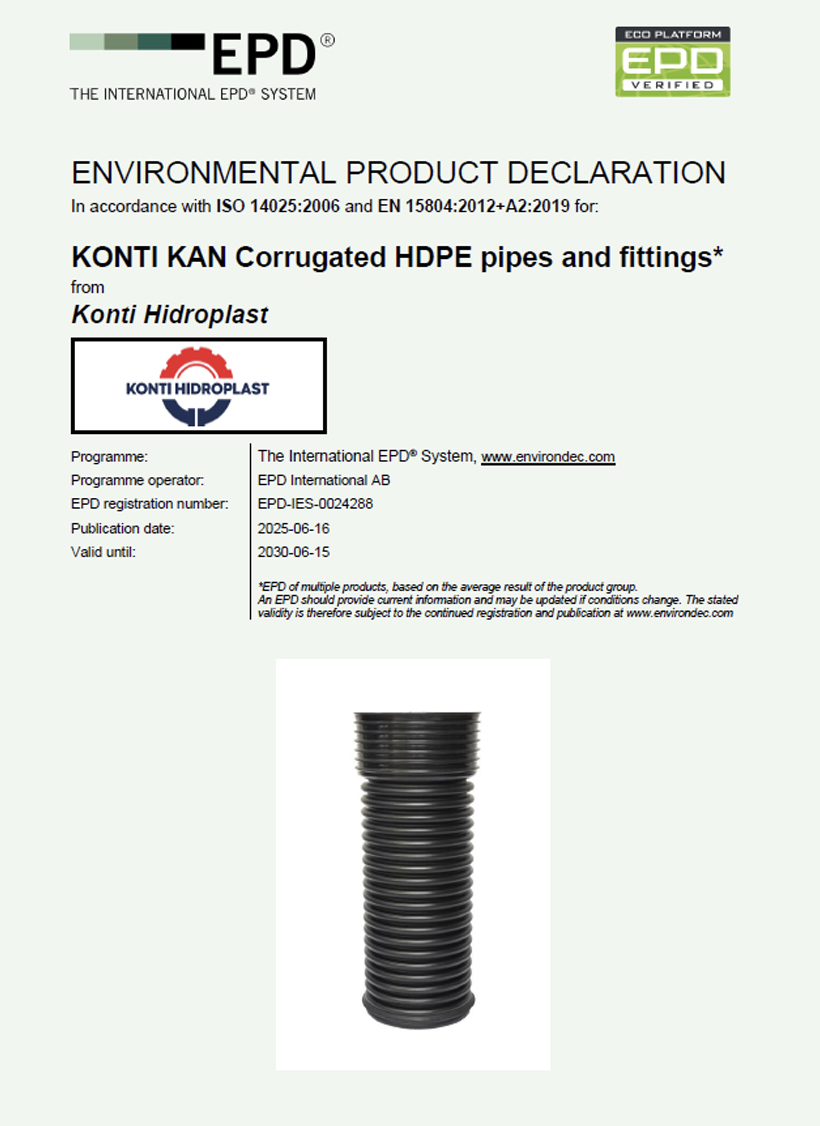 EPD®
THE INTERNATIONAL EPD® SYSTEM
ECO PLATFORM
EPD
VERIFIED
ENVIRONMENTAL PRODUCT DECLARATION
In accordance with ISO 14025:2006 and EN 15804:2012+A2:2019 for:
KONTI KAN Corrugated HDPE pipes and fittings*
from
Konti Hidroplast
KONTI HIDROPLAST
Programme: The International EPD® System, www.environdec.com
Programme operator: EPD International AB
EPD registration number: EPD-IES-0024288
Publication date: 2025-06-16
Valid until: 2030-06-15
*EPD of multiple products, based on the average result of the product group.
An EPD should provide current information and may be updated if conditions change. The stated
validity is therefore subject to the continued registration and publication at www.environdec.com